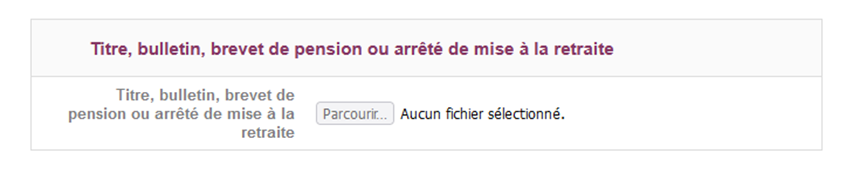 Titre, bulletin, brevet de pension ou arrêté de mise à la retraite
Titre, bulletin, brevet de
pension ou arrêté de mise à la
retraite
Parcourir... Aucun fichier sélectionné.